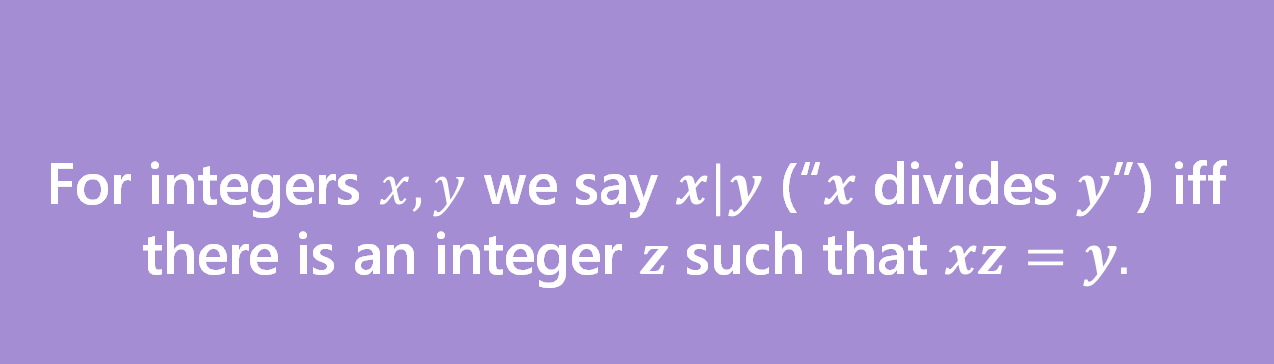 For integers x, y we say x|y (“x divides y”) iff
there is an integer z such that xz = y.